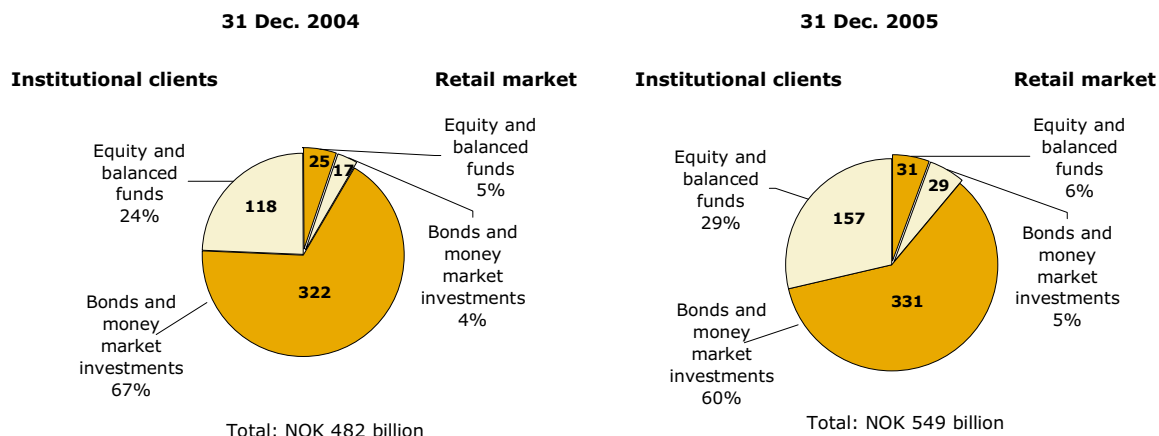 31 Dec. 2004
Institutional clients
Retail market
Equity and
balanced
funds
24%
Equity and
balanced
funds
5%
25
17
118
322
Bonds and
money
market
investments
4%
Bonds and
money
market
investments
67%
Total: NOK 482 billion
31 Dec. 2005
Institutional clients
Retail market
Equity and
balanced
funds
29%
Equity and
balanced
funds
6%
31
29
157
331
Bonds and
money
market
investments
5%
Bonds and
money
market
investments
60%
Total: NOK 549 billion